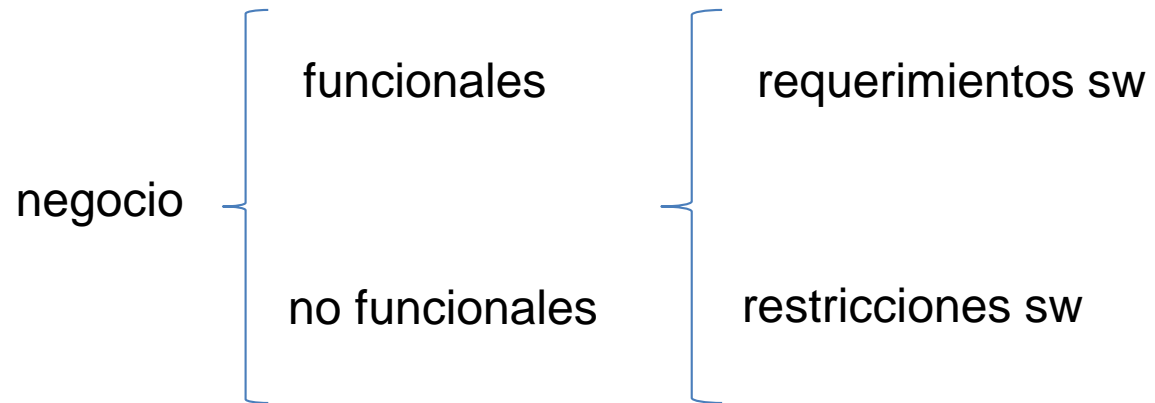 funcionales
requerimientos sw
negocio
no funcionales
restricciones sw